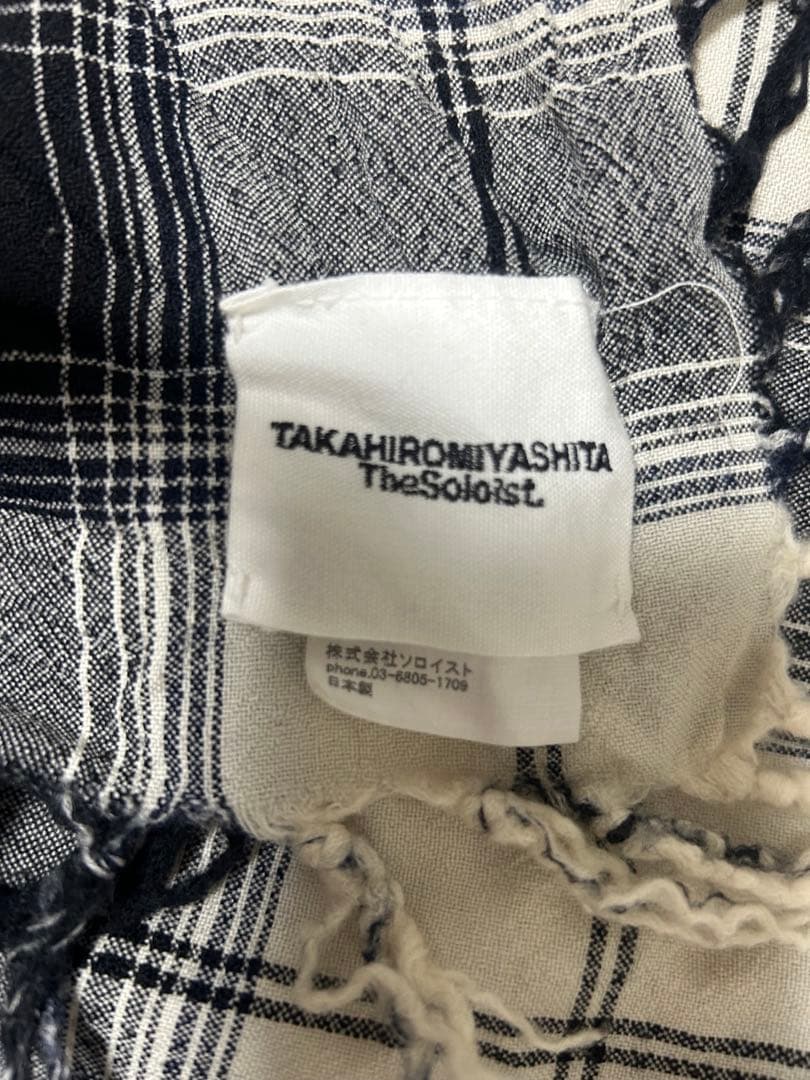 TAKAHIROMIYASHITA
TheSoloist.
株式会社ソロイスト
phone.03-6805-1709
日本製